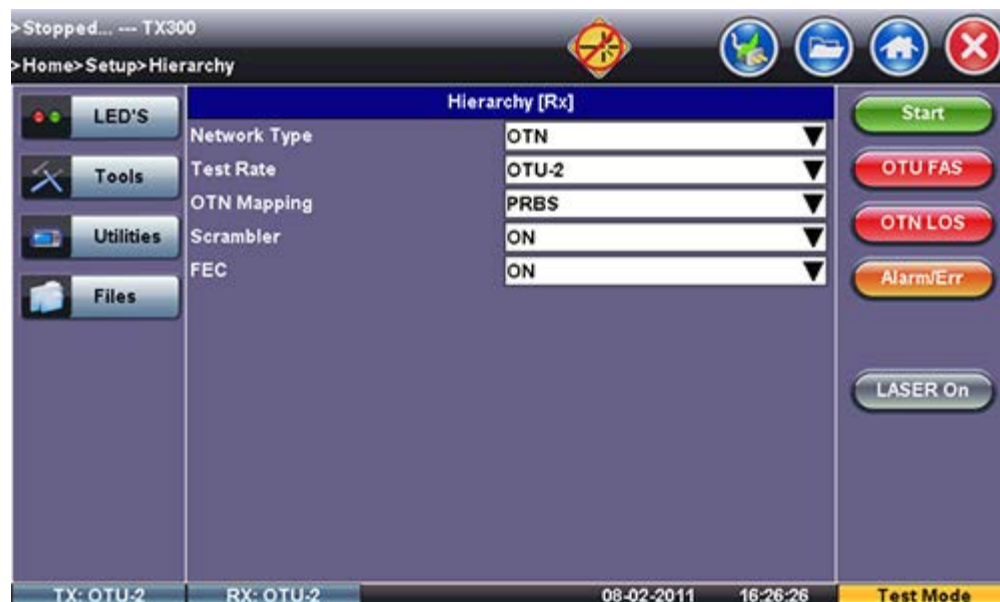 >Stopped... --- TX300
>Home>Setup>Hierarchy
LED'S
Tools
Utilities
Files
Hierarchy [Rx]
Network Type OTN
Test Rate OTU-2
OTN Mapping PRBS
Scrambler ON
FEC ON
Start
OTU FAS
OTN LOS
Alarm/Err
LASER On
TX: OTU-2 RX: OTU-2 08-02-2011 16:26:26 Test Mode